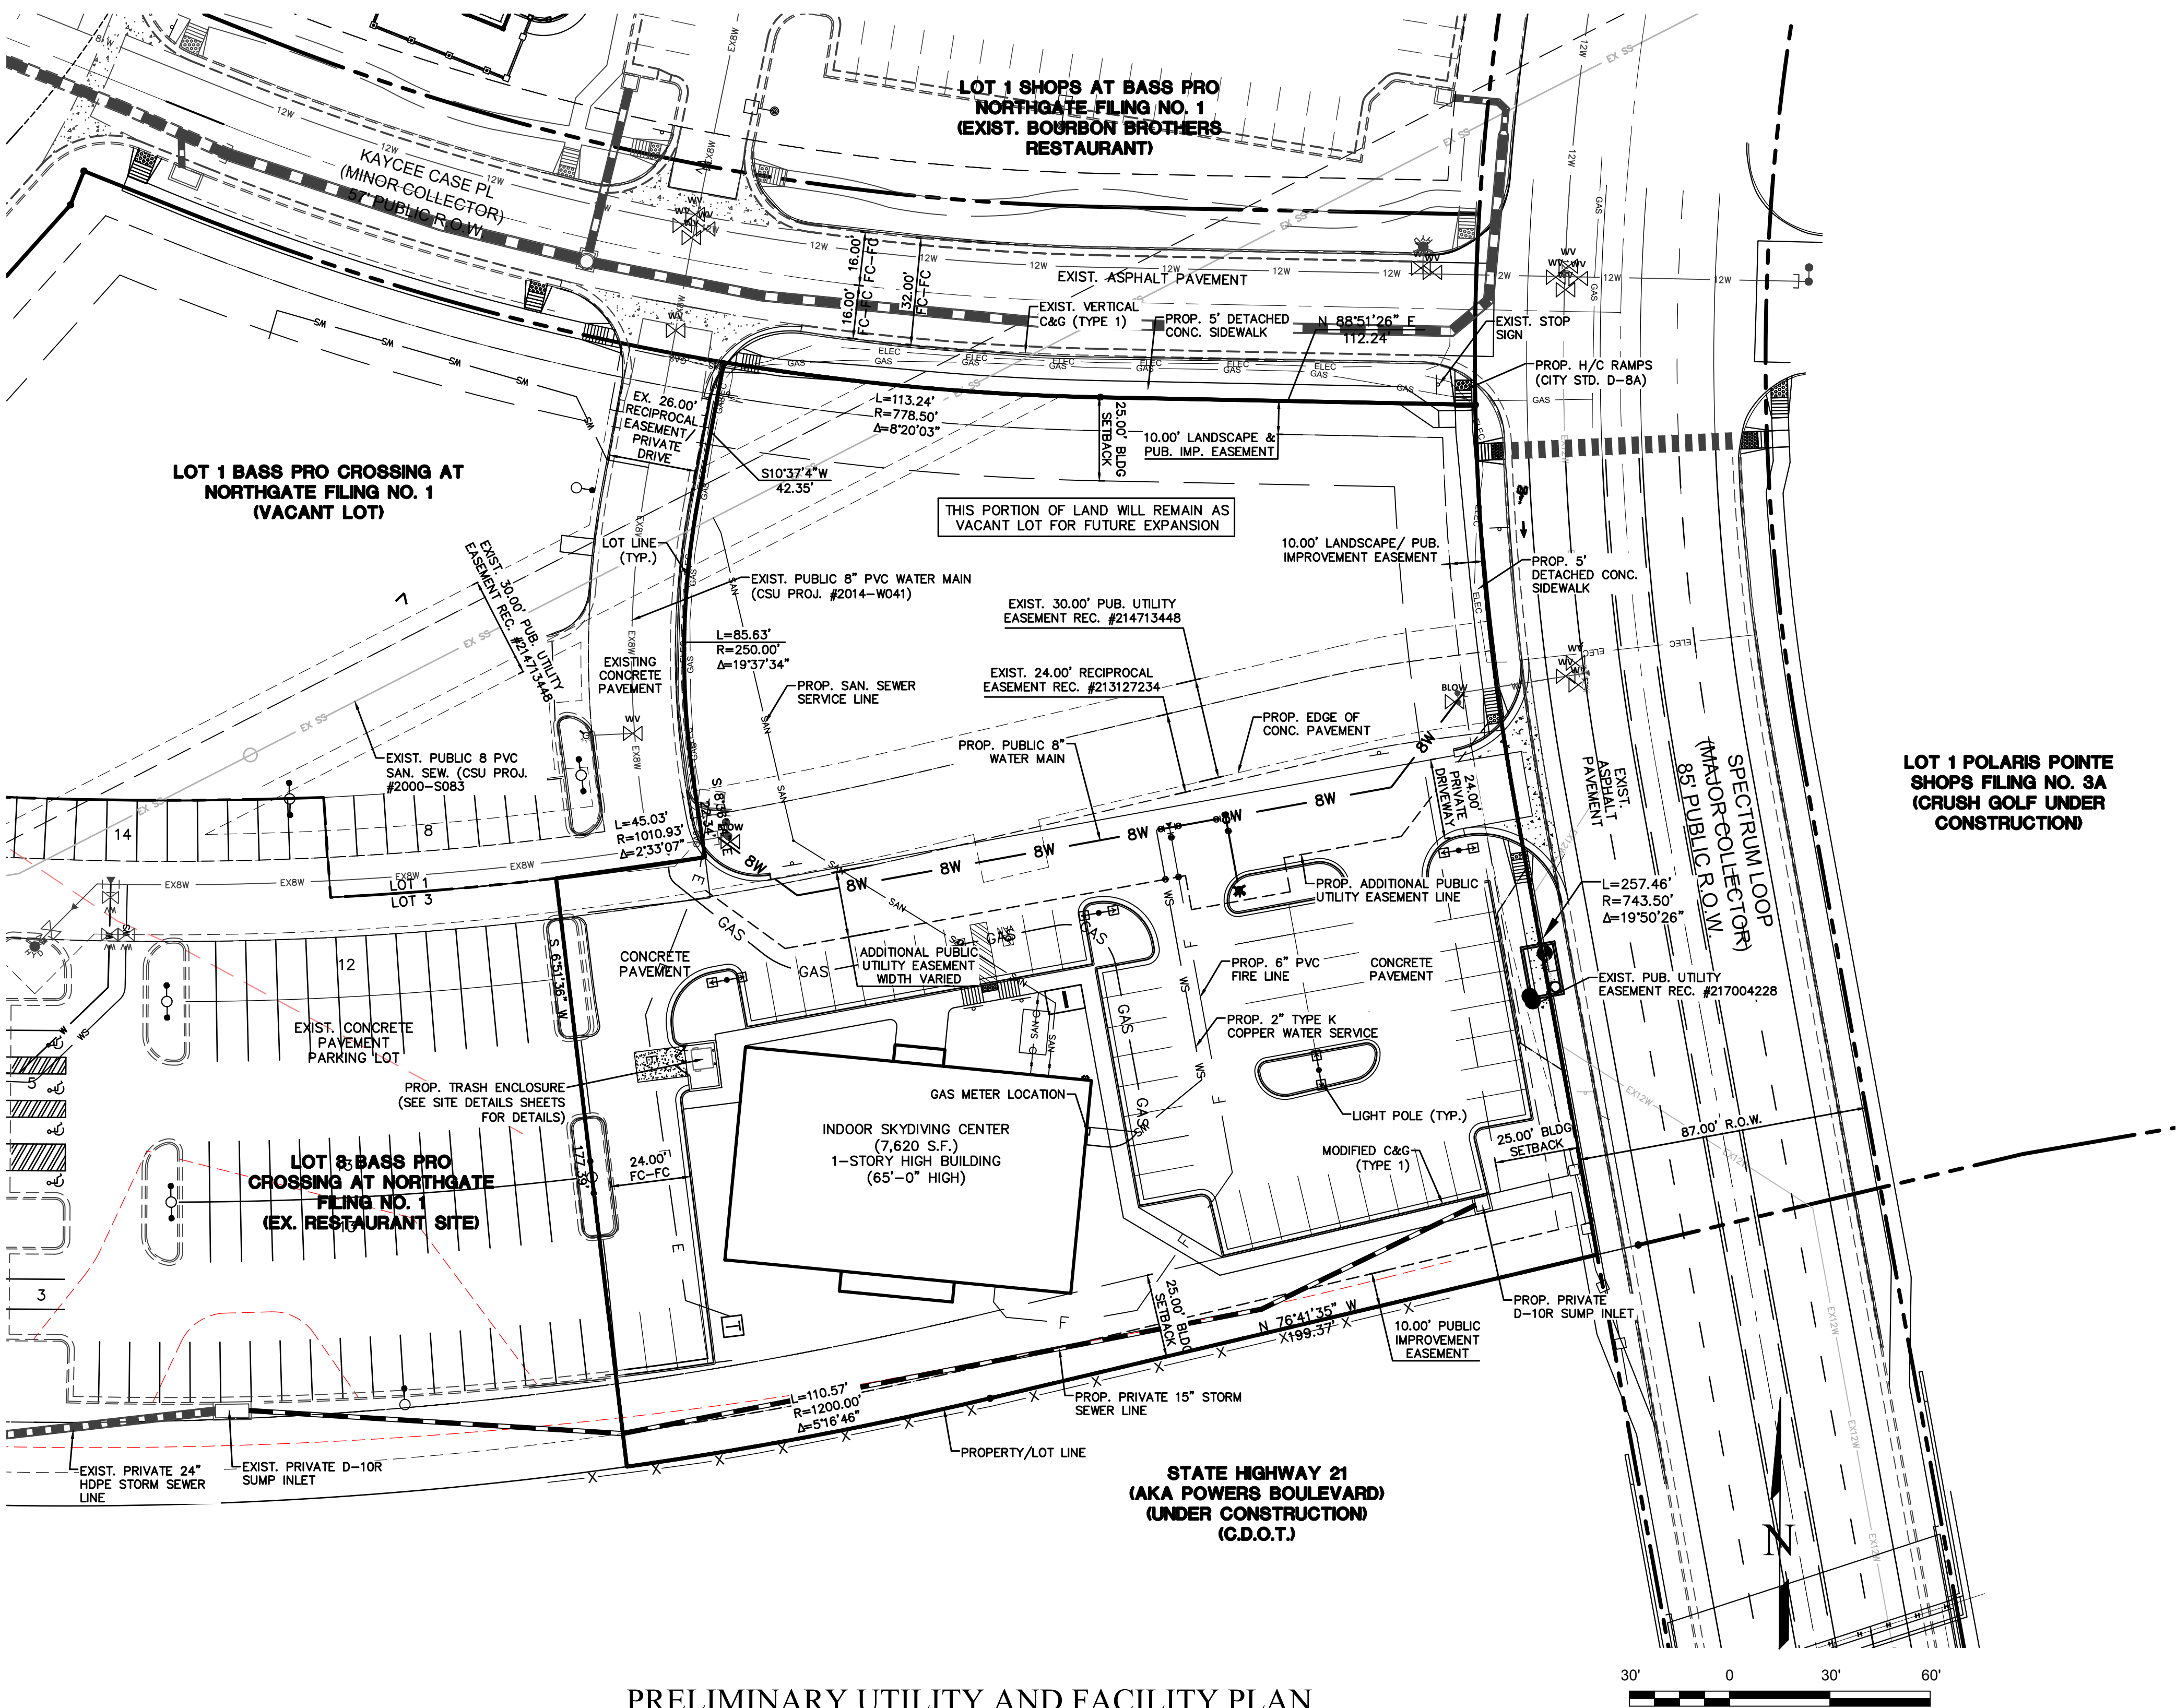 LOT 1 SHOPS AT BASS PRO
NORTHGATE FILING NO. 1
(EXIST. BOURBON BROTHERS
RESTAURANT)
KAYCEE CASE PL
(MINOR COLLECTOR)
57' PUBLIC R.O.W
16.00'
FC-FC
16.00'
FC-FC
32.00'
FC-FC
EXIST. ASPHALT PAVEMENT
EXIST. VERTICAL
C&G (TYPE 1)
PROP. 5' DETACHED
CONC. SIDEWALK
N 88°51'26" E
112.24'
EXIST. STOP
SIGN
PROP. H/C RAMPS
(CITY STD. D-8A)
EX. 26.00'
RECIPROCAL
EASEMENT/
PRIVATE
DRIVE
L=113.24'
R=778.50'
Δ=8°20'03"
25.00' BLDG
SETBACK
10.00' LANDSCAPE &
PUB. IMP. EASEMENT
S10°37'4"W
42.35'
LOT 1 BASS PRO CROSSING AT
NORTHGATE FILING NO. 1
(VACANT LOT)
THIS PORTION OF LAND WILL REMAIN AS
VACANT LOT FOR FUTURE EXPANSION
LOT LINE
(TYP.)
10.00' LANDSCAPE/ PUB.
IMPROVEMENT EASEMENT
PROP. 5'
DETACHED CONC.
SIDEWALK
EXIST. PUBLIC 8" PVC WATER MAIN
(CSU PROJ. #2014-W041)
EXIST. 30.00' PUB. UTILITY
EASEMENT REC. #214713448
EXIST. 30.00' PUB. UTILITY
EASEMENT REC. #214713448
L=85.63'
R=250.00'
Δ=19°37'34"
EXISTING
CONCRETE
PAVEMENT
EXIST. 24.00' RECIPROCAL
EASEMENT REC. #213127234
PROP. SAN. SEWER
SERVICE LINE
PROP. EDGE OF
CONC. PAVEMENT
PROP. PUBLIC 8"
WATER MAIN
EXIST. PUBLIC 8 PVC
SAN. SEW. (CSU PROJ.
#2000-S083
24.00'
PRIVATE
DRIVEWAY
EXIST.
ASPHALT
PAVEMENT
SPECTRUM LOOP
(MAJOR COLLECTOR)
85' PUBLIC R.O.W.
LOT 1 POLARIS POINTE
SHOPS FILING NO. 3A
(CRUSH GOLF UNDER
CONSTRUCTION)
L=45.03'
R=1010.93'
Δ=2°33'07"
14
8
LOT 1
LOT 3
PROP. ADDITIONAL PUBLIC
UTILITY EASEMENT LINE
L=257.46'
R=743.50'
Δ=19°50'26"
12
S 6°51'36" W
177.39'
CONCRETE
PAVEMENT
ADDITIONAL PUBLIC
UTILITY EASEMENT
WIDTH VARIED
PROP. 6" PVC
FIRE LINE
CONCRETE
PAVEMENT
EXIST. PUB. UTILITY
EASEMENT REC. #217004228
EXIST. CONCRETE
PAVEMENT
PARKING LOT
PROP. 2" TYPE K
COPPER WATER SERVICE
5
PROP. TRASH ENCLOSURE
(SEE SITE DETAILS SHEETS
FOR DETAILS)
GAS METER LOCATION
LIGHT POLE (TYP.)
87.00' R.O.W.
INDOOR SKYDIVING CENTER
(7,620 S.F.)
1-STORY HIGH BUILDING
(65'-0" HIGH)
25.00' BLDG
SETBACK
MODIFIED C&G
(TYPE 1)
24.00'
FC-FC
13
LOT 3 BASS PRO
CROSSING AT NORTHGATE
FILING NO. 1
(EX. RESTAURANT SITE)
3
25.00' BLDG
SETBACK
N 76°41'35" W
199.37'
PROP. PRIVATE
D-10R SUMP INLET
10.00' PUBLIC
IMPROVEMENT
EASEMENT
L=110.57'
R=1200.00'
Δ=5°16'46"
PROP. PRIVATE 15" STORM
SEWER LINE
PROPERTY/LOT LINE
EXIST. PRIVATE 24"
HDPE STORM SEWER
LINE
EXIST. PRIVATE D-10R
SUMP INLET
STATE HIGHWAY 21
(AKA POWERS BOULEVARD)
(UNDER CONSTRUCTION)
(C.D.O.T.)
N
30' 0 30' 60'
PRELIMINARY UTILITY AND FACILITY PLAN